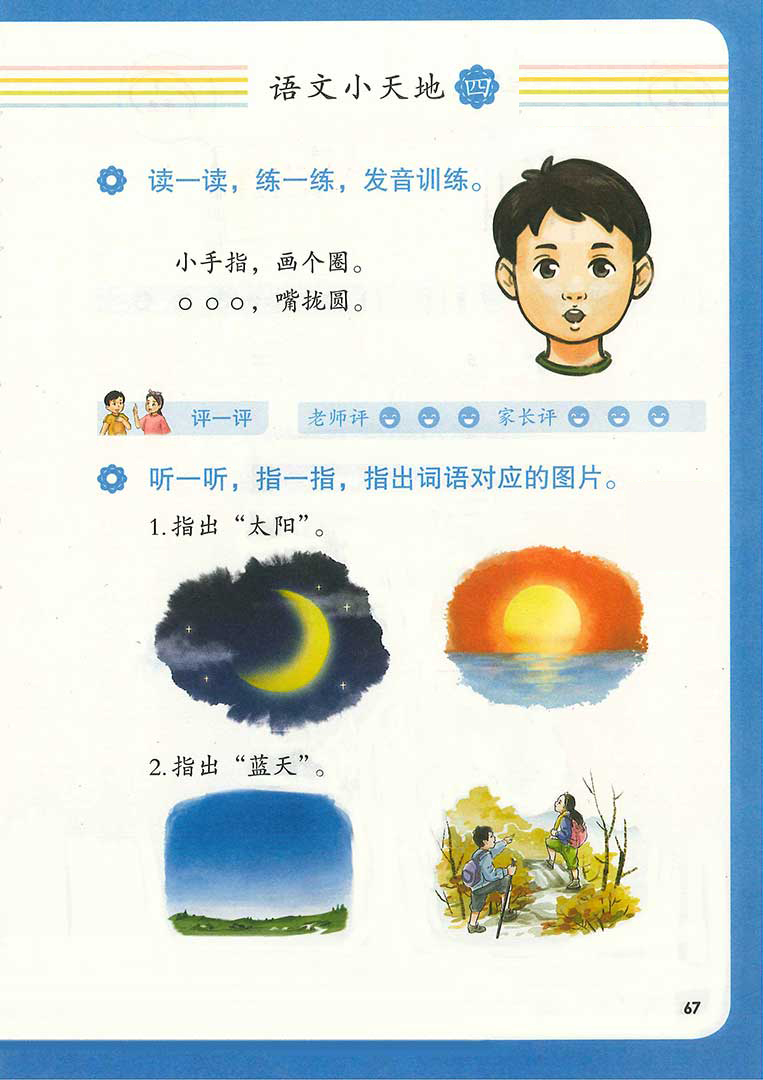 语文小天地 四
读一读，练一练，发音训练。
小手指，画个圈。
o o o，嘴拢圆。
评一评 老师评 家长评
听一听，指一指，指出词语对应的图片。
1.指出“太阳”。
2.指出“蓝天”。
67